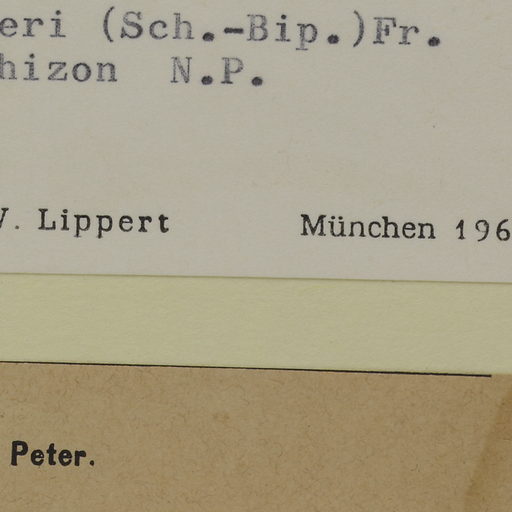 eri (Sch.-Bip.)Fr.
hizon N.P.
W. Lippert München 196
Peter.